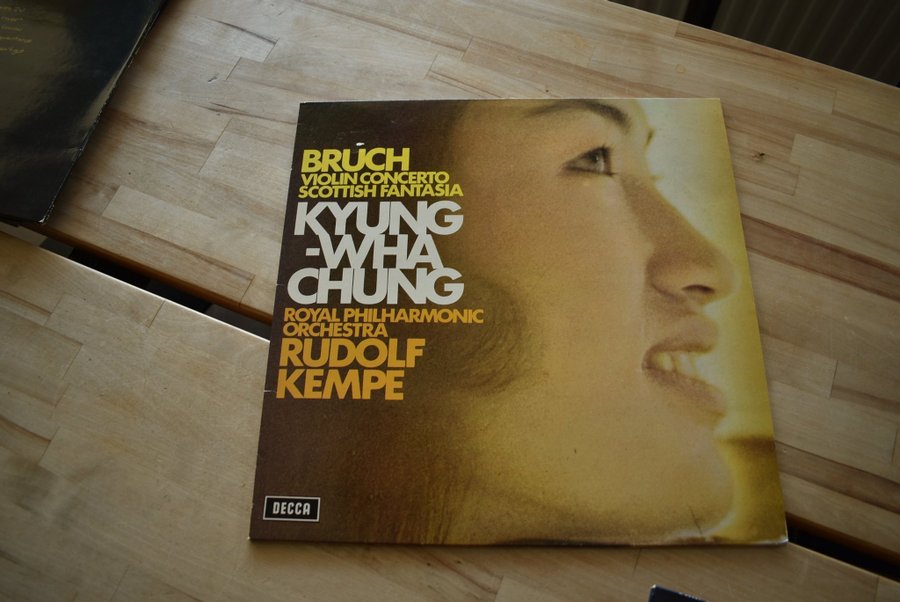 BRUCH
VIOLIN CONCERTO
SCOTTISH FANTASIA
KYUNG
-WHA
CHUNG
ROYAL PHILHARMONIC
ORCHESTRA
RUDOLF
KEMPE
DECCA